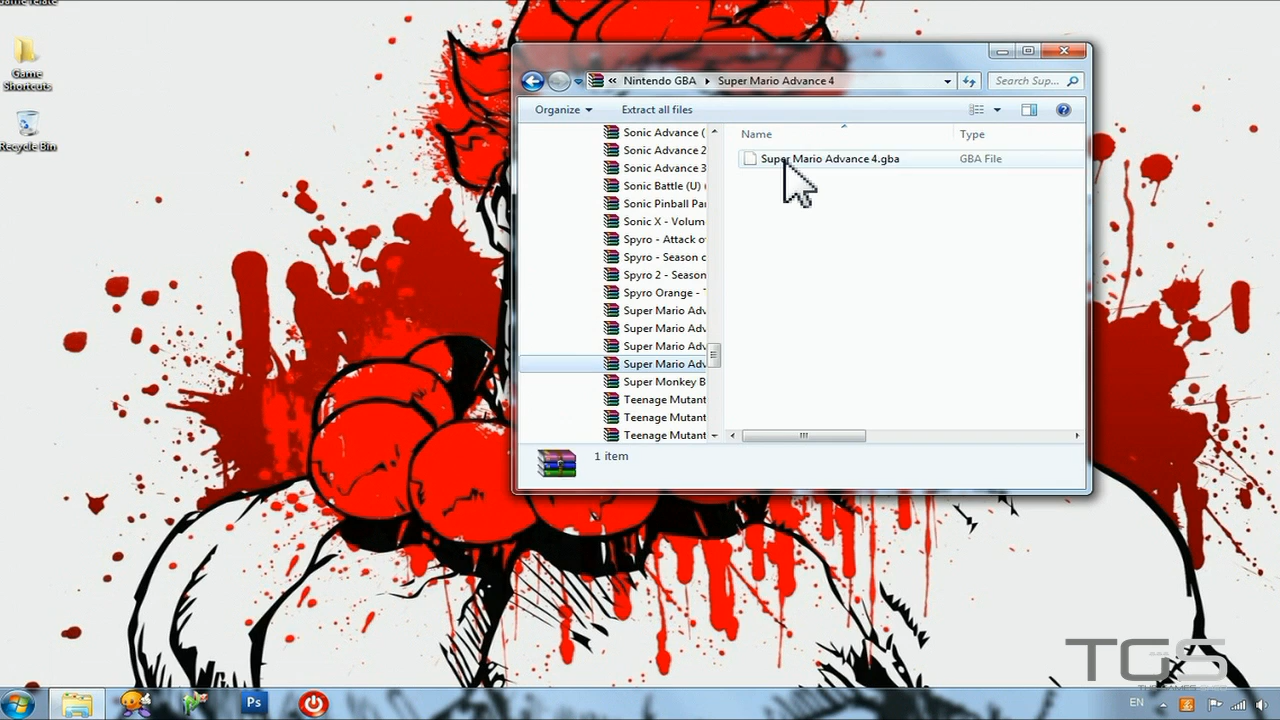 Game
Shortcuts
Recycle Bin
« Nintendo GBA Super Mario Advance 4
Search Sup...
Organize
Extract all files
Sonic Advance (
Sonic Advance 2
Sonic Advance 3
Sonic Battle (U)
Sonic Pinball Pa
Sonic X - Volum
Spyro - Attack o
Spyro - Season
Spyro 2 - Season
Spyro Orange -
Super Mario Adv
Super Mario Adv
Super Mario Adv
Super Mario Adv
Super Monkey B
Teenage Mutant
Teenage Mutant
Teenage Mutant
Name
Type
Super Mario Advance 4.gba
GBA File
1 item
TGS
Ps
EN